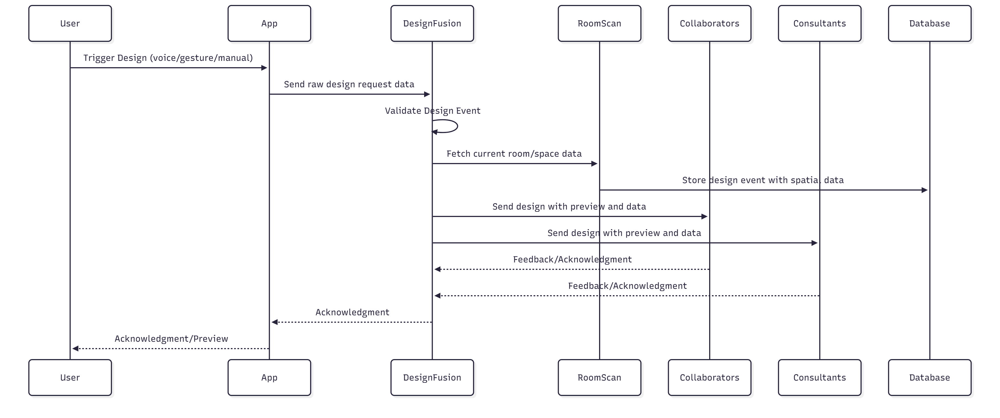 User
App
DesignFusion
RoomScan
Collaborators
Consultants
Database
Trigger Design (voice/gesture/manual)
Send raw design request data
Validate Design Event
Fetch current room/space data
Store design event with spatial data
Send design with preview and data
Send design with preview and data
Feedback/Acknowledgment
Feedback/Acknowledgment
Acknowledgment
Acknowledgment/Preview
User
App
DesignFusion
RoomScan
Collaborators
Consultants
Database